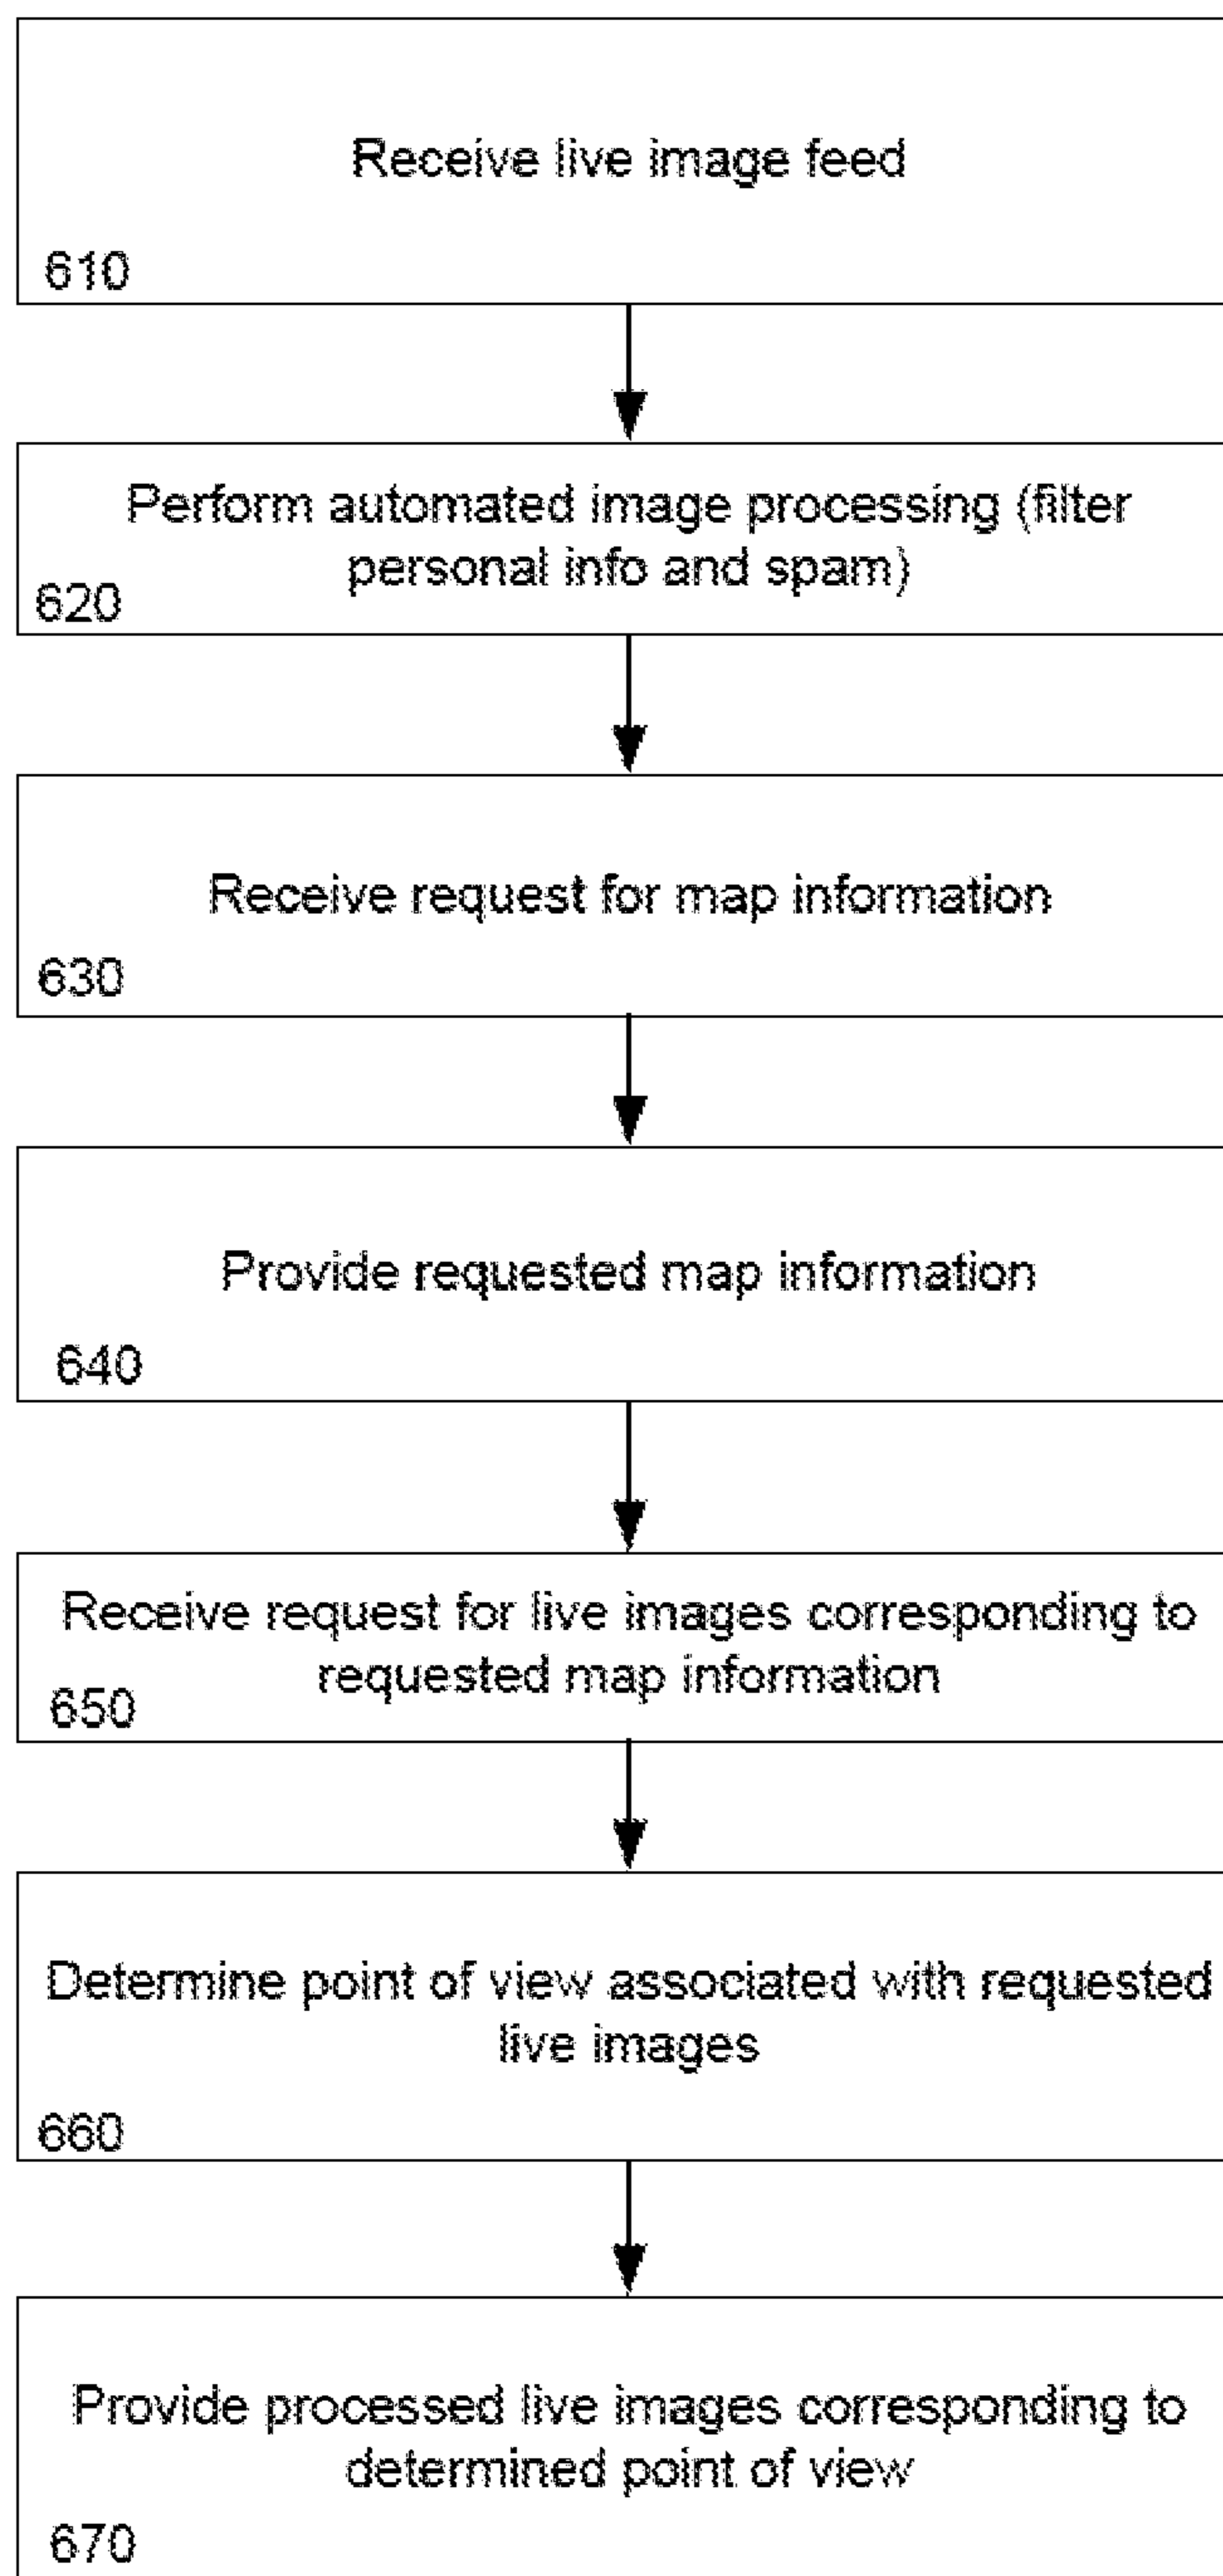 Receive live image feed
610
Perform automated image processing (filter
personal info and spam)
620
Receive request for map information
630
Provide requested map information
640
Receive request for live images corresponding to
requested map information
650
Determine point of view associated with requested
live images
660
Provide processed live images corresponding to
determined point of view
670